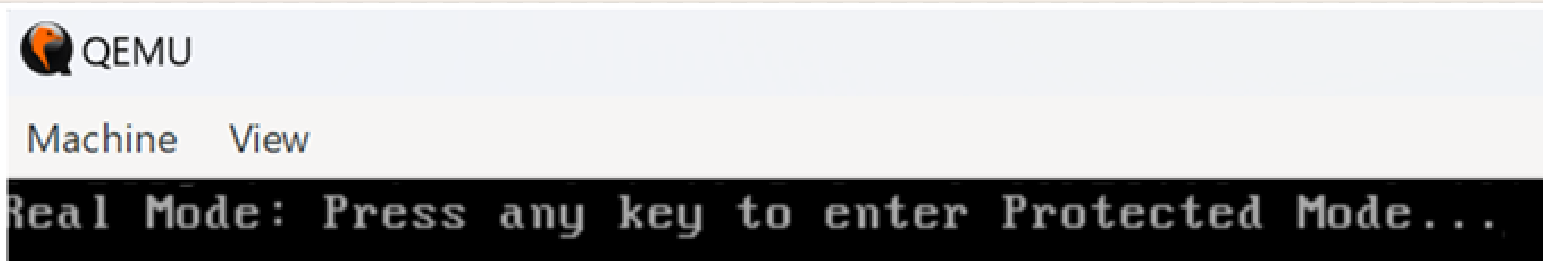 QEMU
Machine View
Real Mode: Press any key to enter Protected Mode...